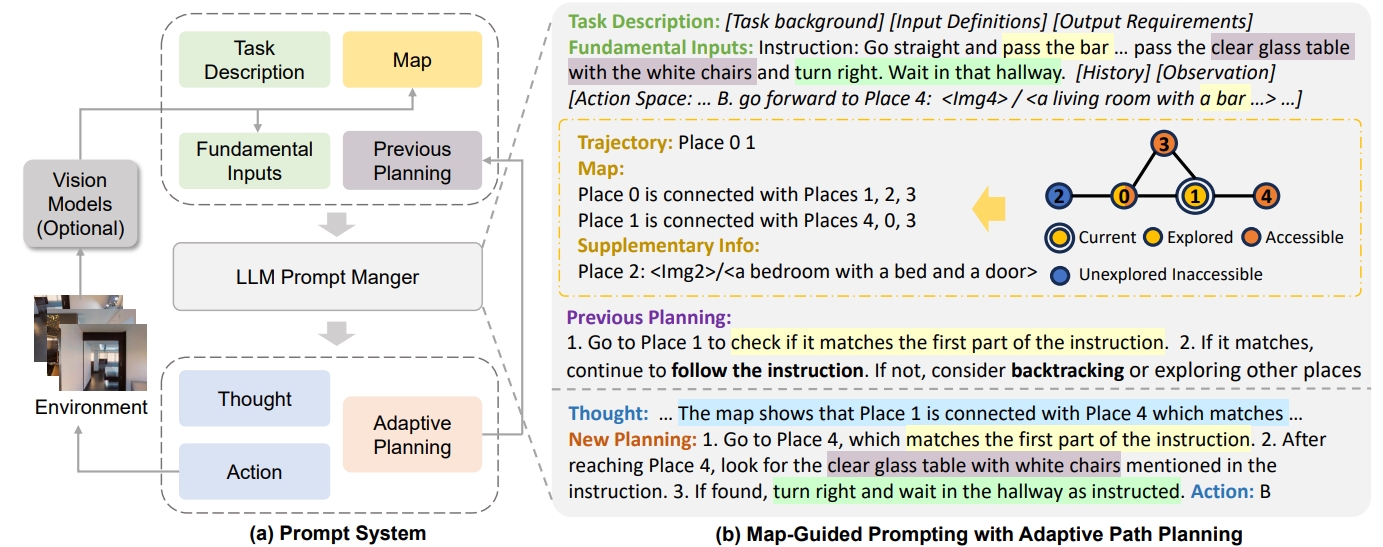 Task
Description
Map
Fundamental
Inputs
Previous
Planning
Vision
Models
(Optional)
LLM Prompt Manger
Environment
Thought
Action
Adaptive
Planning
(a) Prompt System
Task Description: [Task background] [Input Definitions] [Output Requirements]
Fundamental Inputs: Instruction: Go straight and pass the bar ... pass the clear glass table
with the white chairs and turn right. Wait in that hallway. [History] [Observation]
[Action Space: ... B. go forward to Place 4: <Img4> / <a living room with a bar ...> ...]
Trajectory: Place 0 1
Map:
Place 0 is connected with Places 1, 2, 3
Place 1 is connected with Places 4, 0, 3
Supplementary Info:
Place 2: <Img2>/<a bedroom with a bed and a door>
3
2 0 1 4
Current Explored Accessible
Unexplored Inaccessible
Previous Planning:
1. Go to Place 1 to check if it matches the first part of the instruction. 2. If it matches,
continue to follow the instruction. If not, consider backtracking or exploring other places
Thought: ... The map shows that Place 1 is connected with Place 4 which matches ...
New Planning: 1. Go to Place 4, which matches the first part of the instruction. 2. After
reaching Place 4, look for the clear glass table with white chairs mentioned in the
instruction. 3. If found, turn right and wait in the hallway as instructed. Action: B
(b) Map-Guided Prompting with Adaptive Path Planning